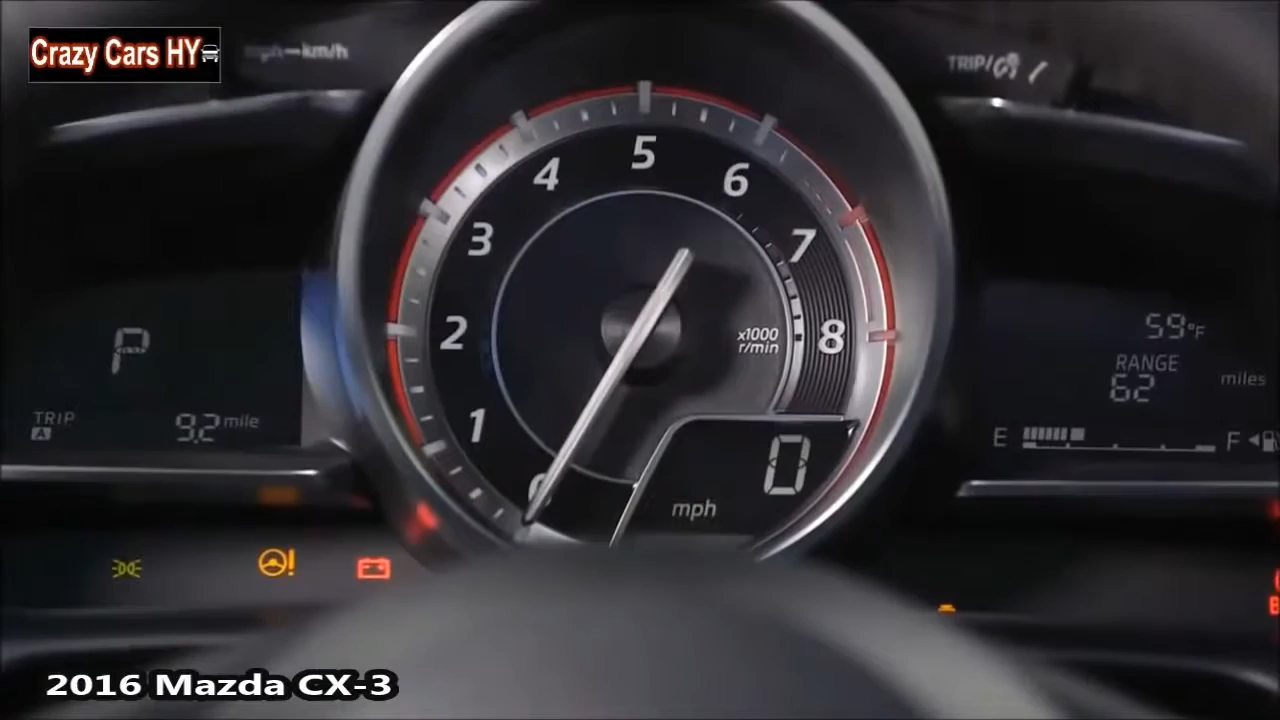 Crazy Cars HY
mph—km/h
TRIP/
5
4
6
3
7
2
x1000
r/min
8
1
0
P
TRIP
A
9.2 mile
59°F
RANGE
62 miles
E
F
0
mph
2016 Mazda CX-3